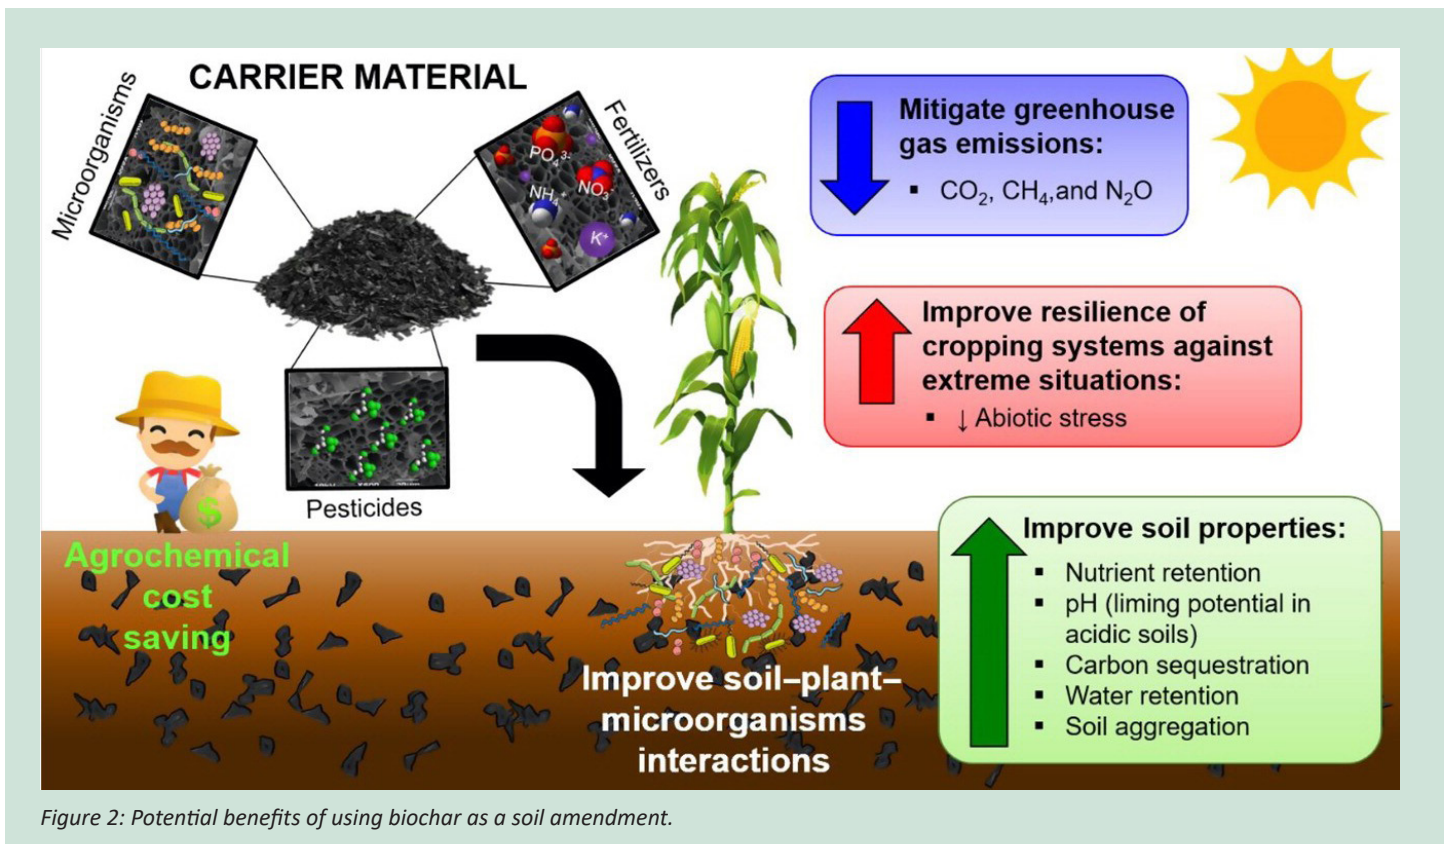 CARRIER MATERIAL
Microorganisms
Fertilizers
PO₄³⁻
NO₃⁻
NH₄⁺
K⁺
Pesticides
Agrochemical
cost
saving
$
Improve soil–plant–
microorganisms
interactions
Mitigate greenhouse
gas emissions:
▪ CO₂, CH₄,and N₂O
Improve resilience of
cropping systems against
extreme situations:
▪ ↓ Abiotic stress
Improve soil properties:
▪ Nutrient retention
▪ pH (liming potential in
acidic soils)
▪ Carbon sequestration
▪ Water retention
▪ Soil aggregation
Figure 2: Potential benefits of using biochar as a soil amendment.